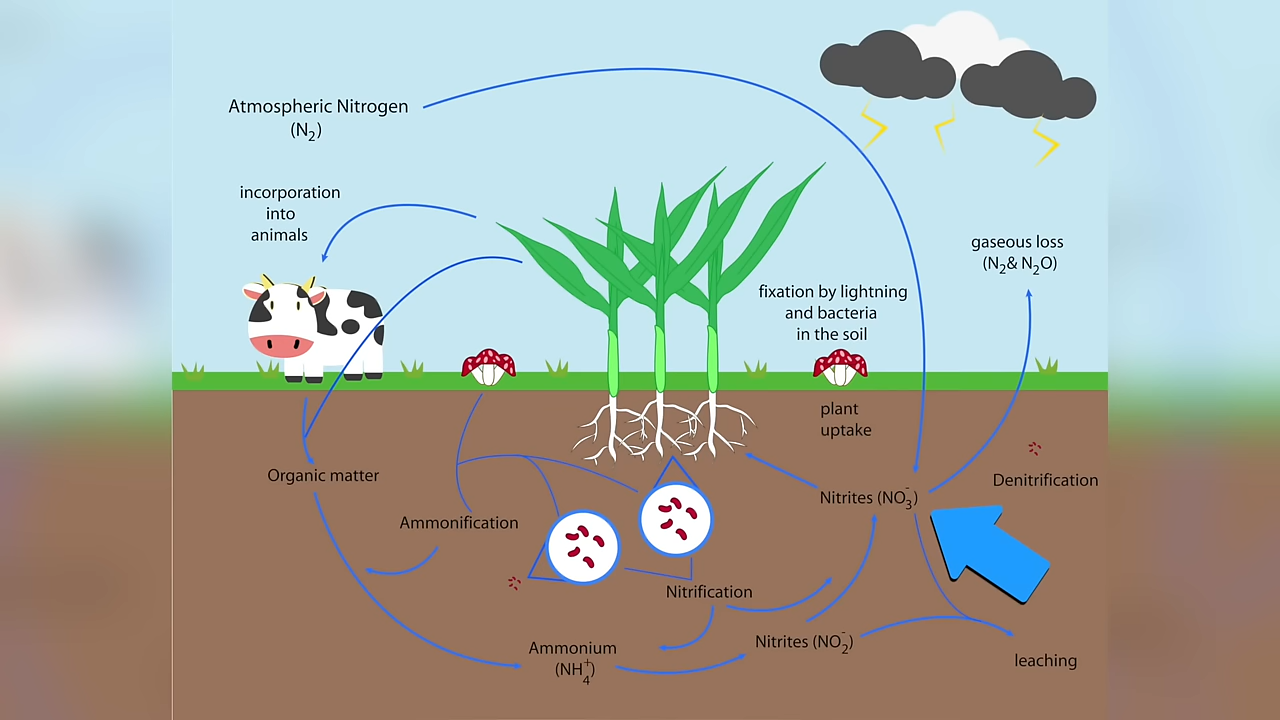 Atmospheric Nitrogen
(N₂)
incorporation
into
animals
gaseous loss
(N₂& N₂O)
fixation by lightning
and bacteria
in the soil
plant
uptake
Organic matter
Denitrification
Nitrites (NO₃⁻)
Ammonification
Nitrification
Nitrites (NO₂⁻)
Ammonium
(NH₄⁺)
leaching